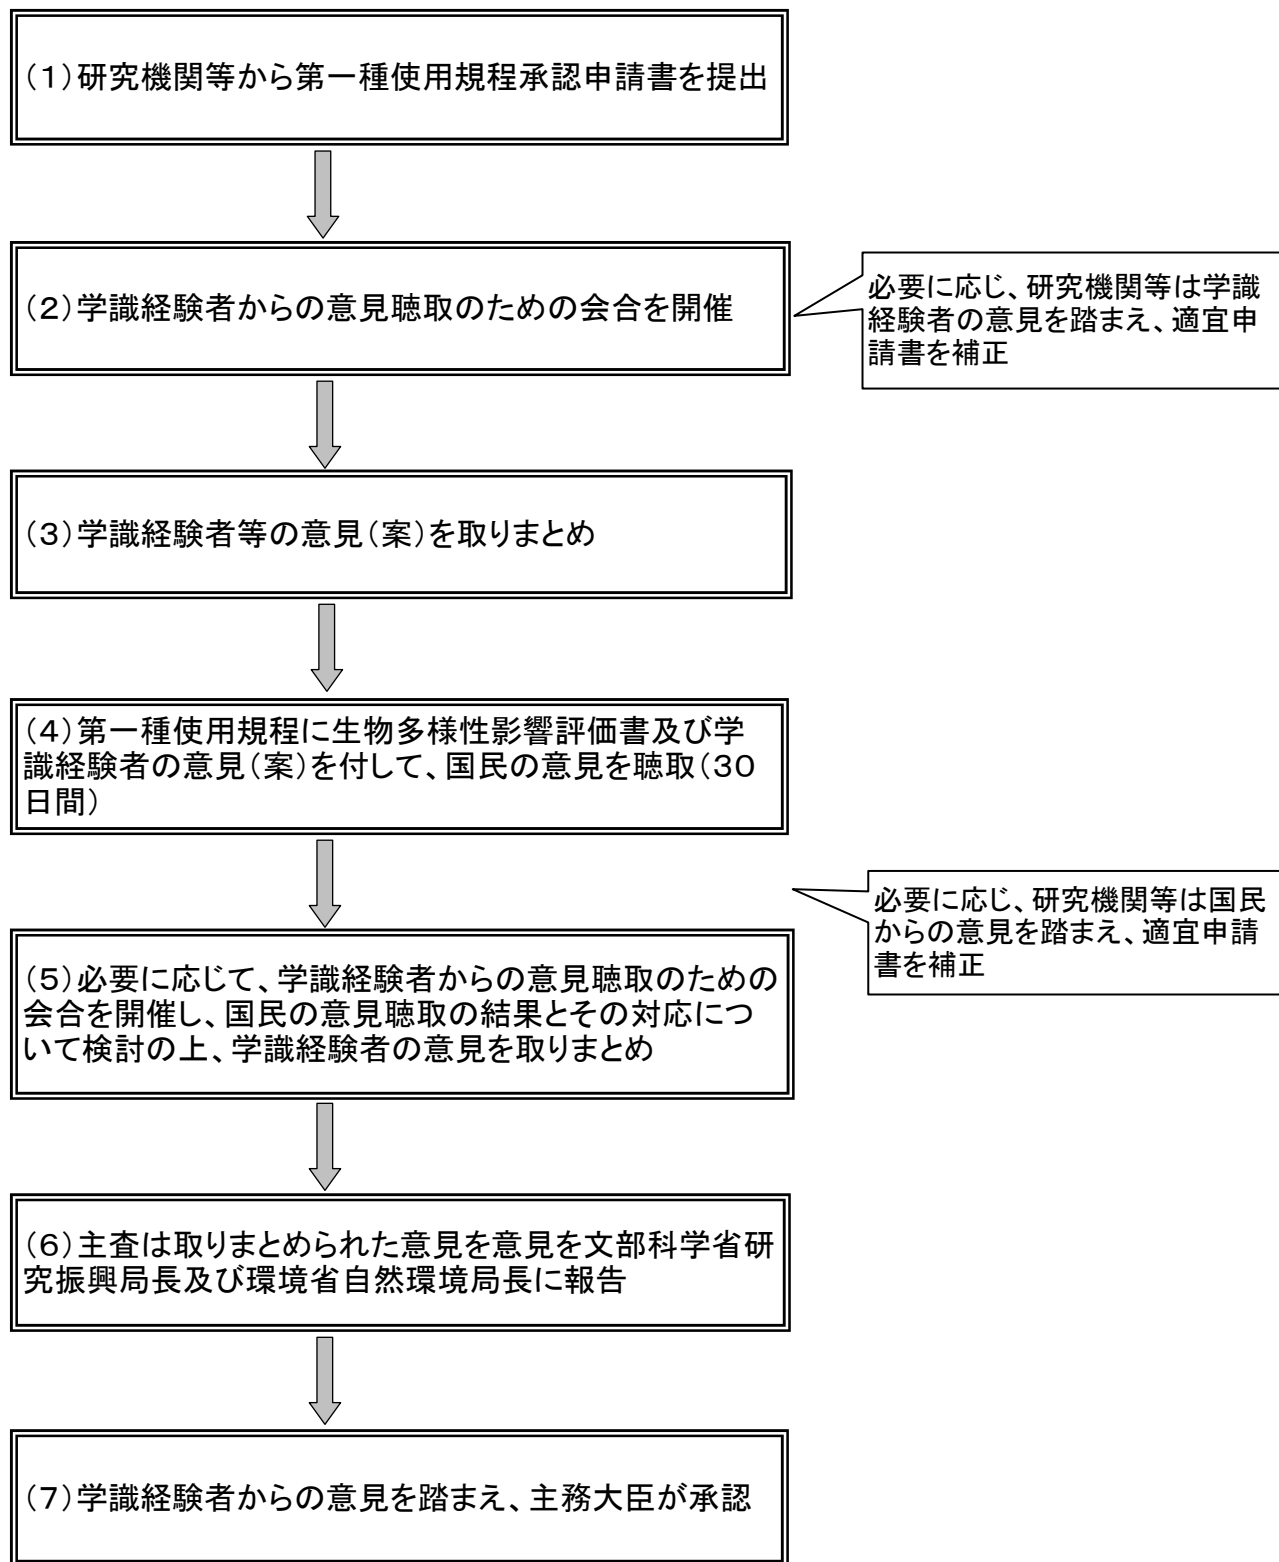 （1）研究機関等から第一種使用規程承認申請書を提出
（2）学識経験者からの意見聴取のための会合を開催
必要に応じ、研究機関等は学識
経験者の意見を踏まえ、適宜申
請書を補正
（3）学識経験者等の意見（案）を取りまとめ
（4）第一種使用規程に生物多様性影響評価書及び学
識経験者の意見（案）を付して、国民の意見を聴取（30
日間）
必要に応じ、研究機関等は国民
からの意見を踏まえ、適宜申請
書を補正
（5）必要に応じて、学識経験者からの意見聴取のための
会合を開催し、国民の意見聴取の結果とその対応につ
いて検討の上、学識経験者の意見を取りまとめ
（6）主査は取りまとめられた意見を意見を文部科学省研
究振興局長及び環境省自然環境局長に報告
（7）学識経験者からの意見を踏まえ、主務大臣が承認